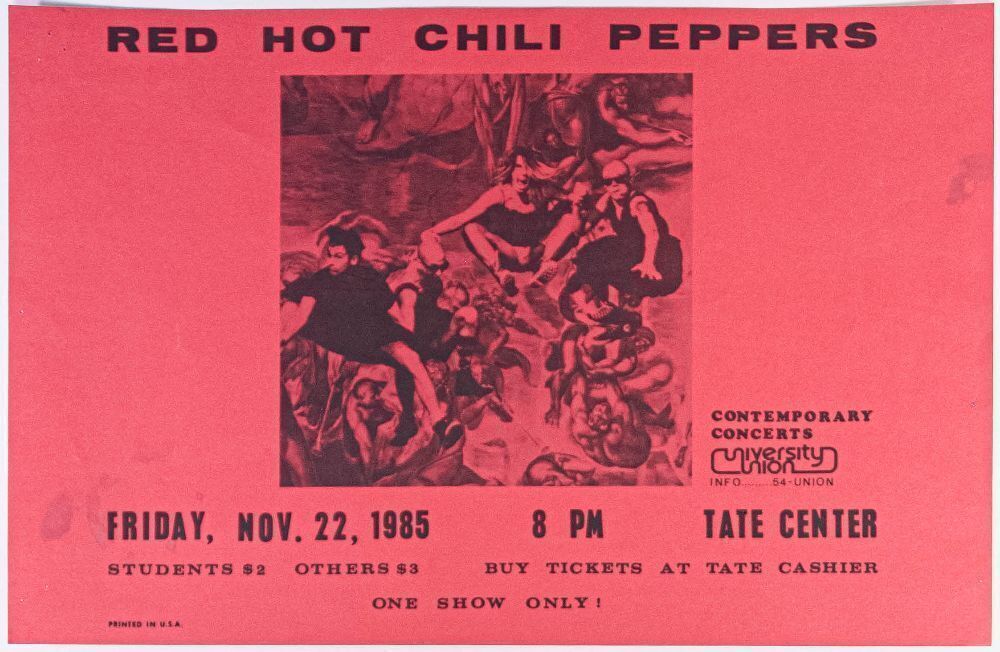 RED HOT CHILI PEPPERS
CONTEMPORARY
CONCERTS
University
Union
INFO.........54-UNION
FRIDAY, NOV. 22, 1985 8 PM TATE CENTER
STUDENTS $2 OTHERS $3 BUY TICKETS AT TATE CASHIER
ONE SHOW ONLY!
PRINTED IN U.S.A.